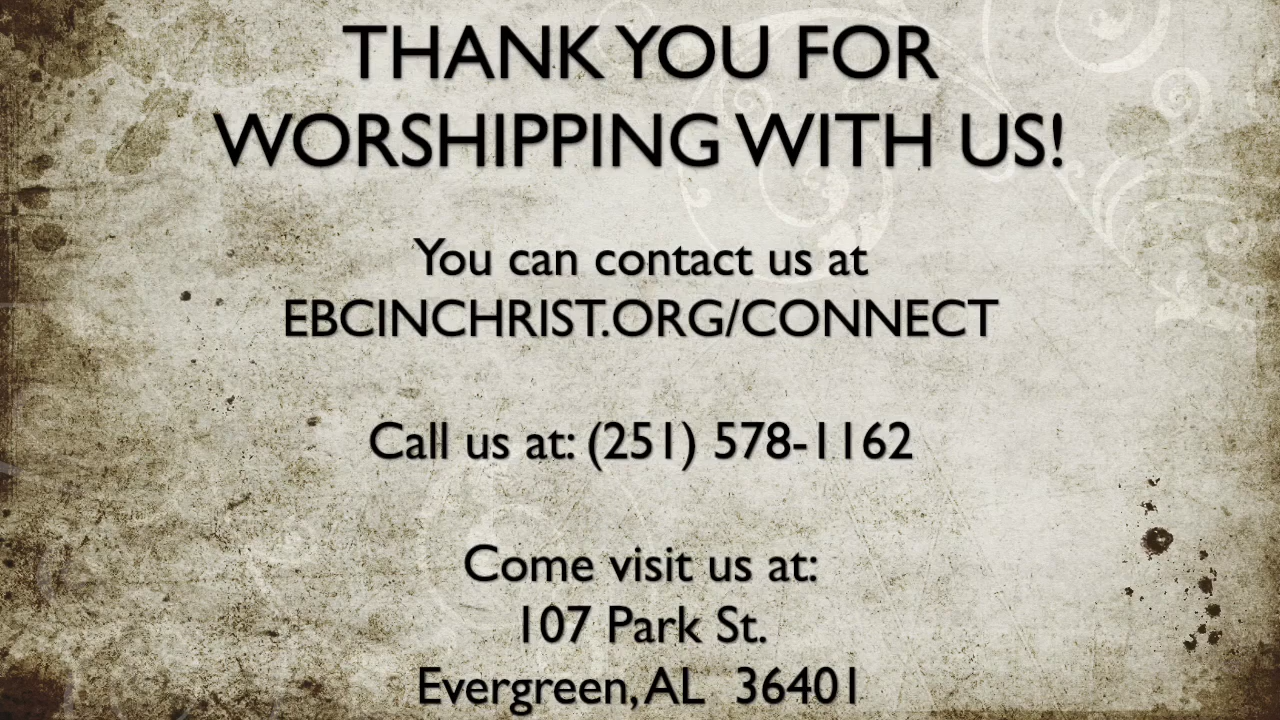 THANK YOU FOR
WORSHIPPING WITH US!
You can contact us at
EBCINCHRIST.ORG/CONNECT
Call us at: (251) 578-1162
Come visit us at:
107 Park St.
Evergreen, AL  36401